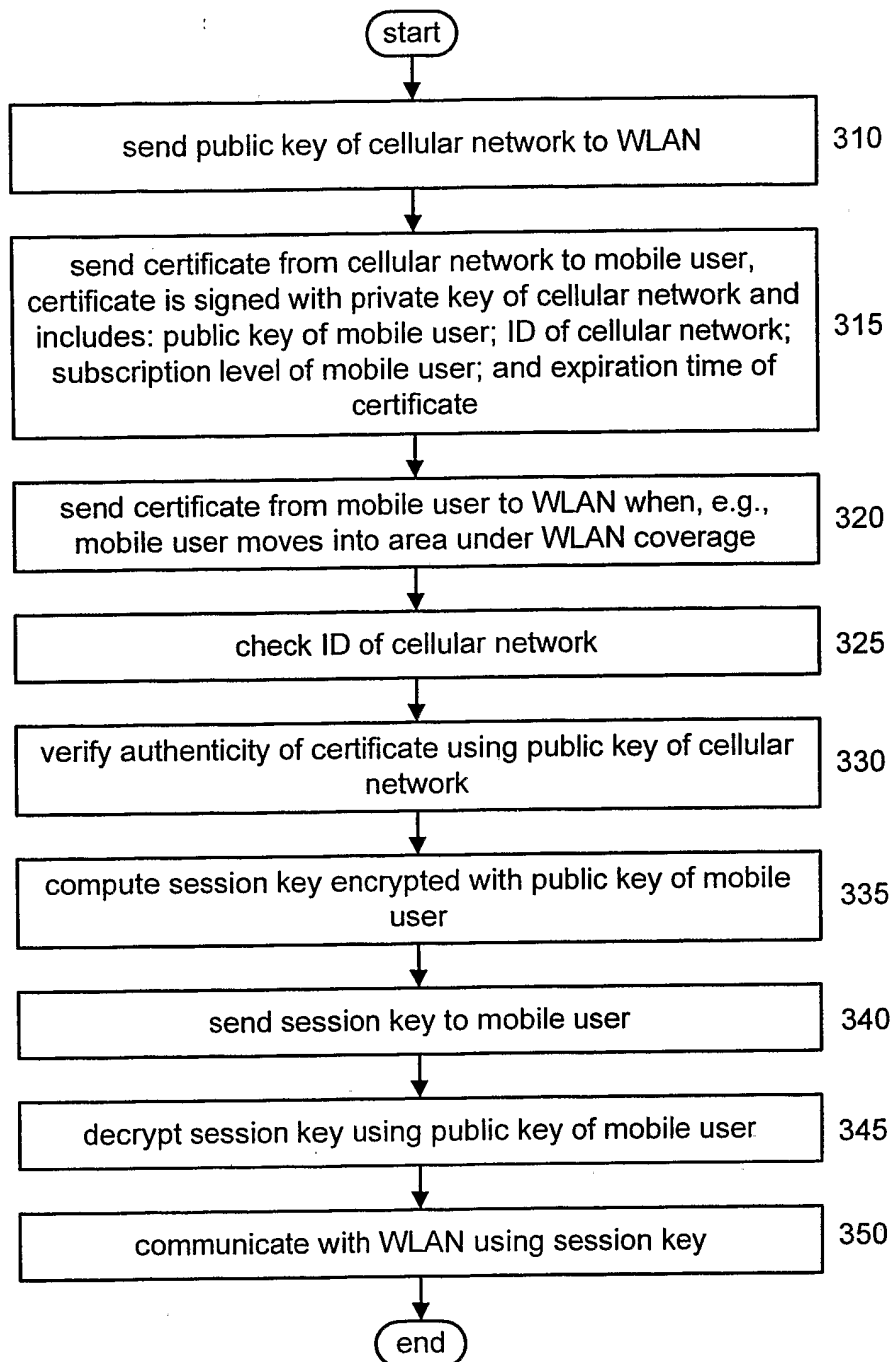 start
send public key of cellular network to WLAN
310
send certificate from cellular network to mobile user,
certificate is signed with private key of cellular network and
includes: public key of mobile user; ID of cellular network;
subscription level of mobile user; and expiration time of
certificate
315
send certificate from mobile user to WLAN when, e.g.,
mobile user moves into area under WLAN coverage
320
check ID of cellular network
325
verify authenticity of certificate using public key of cellular
network
330
compute session key encrypted with public key of mobile
user
335
send session key to mobile user
340
decrypt session key using public key of mobile user
345
communicate with WLAN using session key
350
end